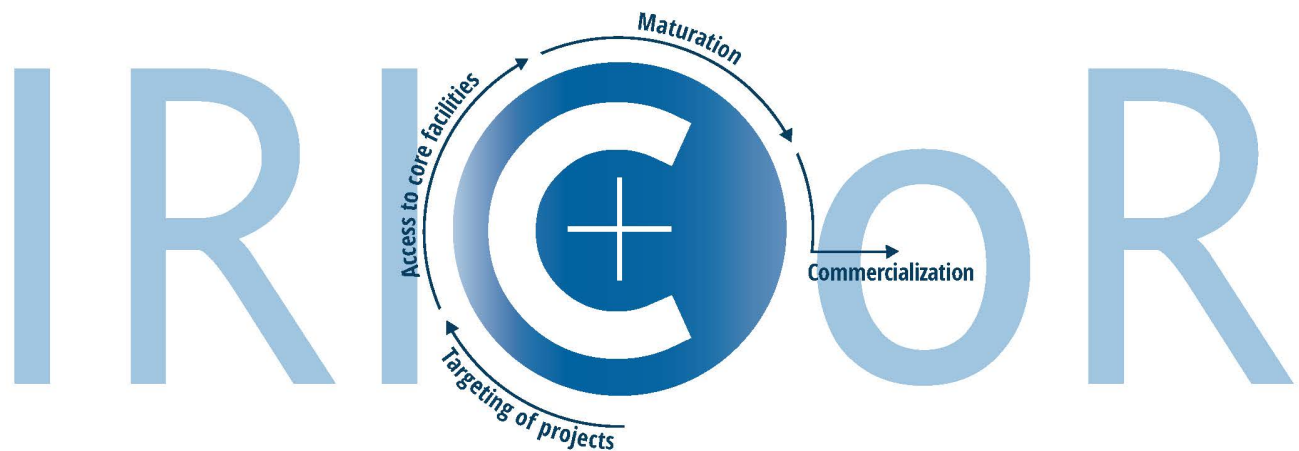 IRICoR
Targeting of projects
Access to core facilities
Maturation
Commercialization